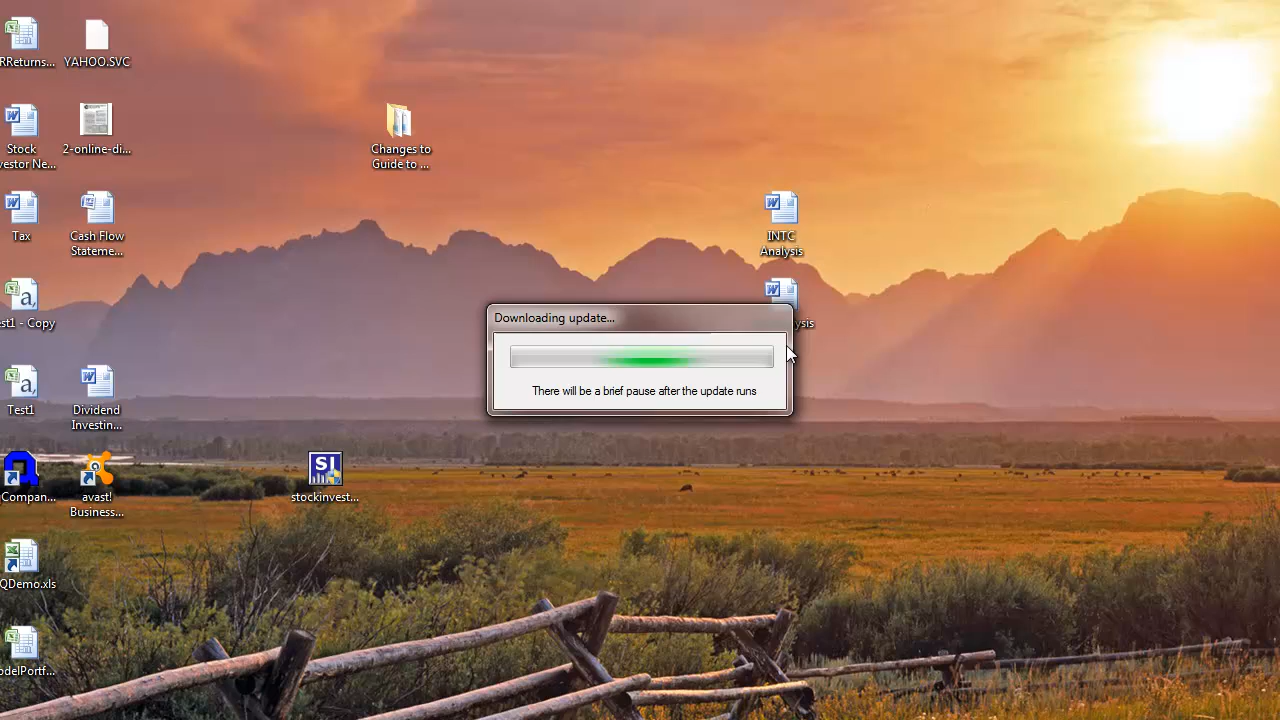 RReturns...
YAHOO.SVC
Stock
vestor Ne...
2-online-di...
Changes to
Guide to ...
Tax
Cash Flow
Stateme...
INTC
Analysis
est1 - Copy
ysis
Downloading update...
There will be a brief pause after the update runs
Test1
Dividend
Investin...
Compan...
avast!
Business...
SI
stockinvest...
QDemo.xls
odelPortf...